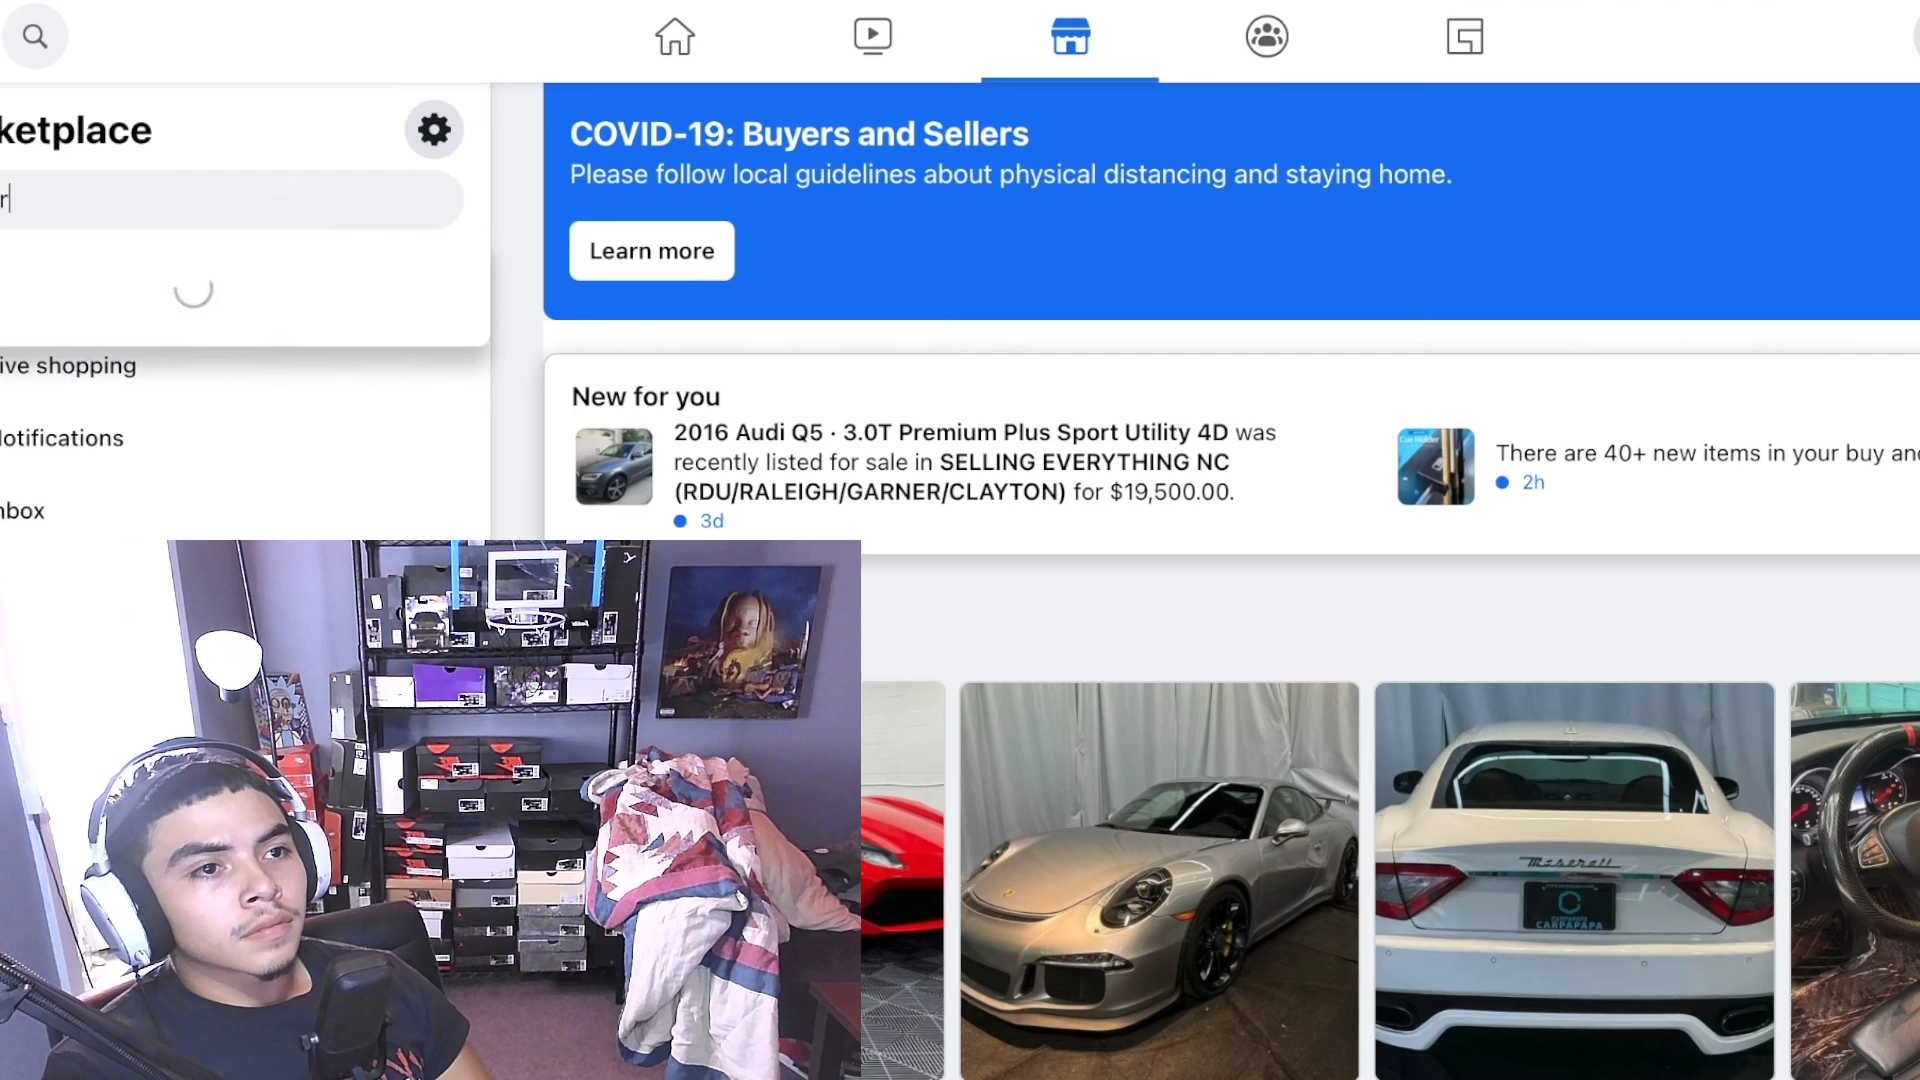 ketplace
r
ive shopping
lotifications
nbox
COVID-19: Buyers and Sellers
Please follow local guidelines about physical distancing and staying home.
Learn more
New for you
2016 Audi Q5 · 3.0T Premium Plus Sport Utility 4D was
recently listed for sale in SELLING EVERYTHING NC
(RDU/RALEIGH/GARNER/CLAYTON) for $19,500.00.
3d
There are 40+ new items in your buy and
2h
Maserati
CARPAPAPA